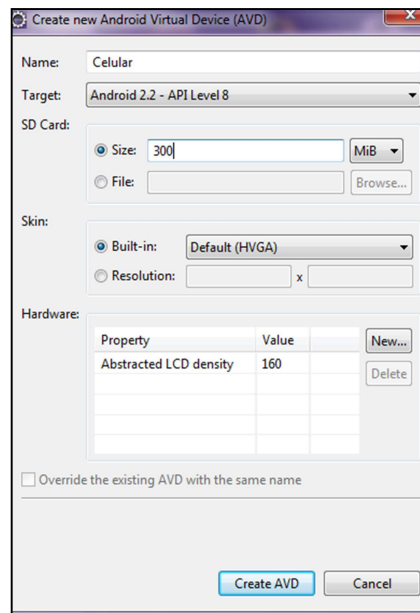 Create new Android Virtual Device (AVD)
Name: Celular
Target: Android 2.2 - API Level 8
SD Card:
Size: 300 MiB
File: Browse...
Skin:
Built-in: Default (HVGA)
Resolution: x
Hardware:
Property Value New...
Abstracted LCD density 160 Delete
Override the existing AVD with the same name
Create AVD Cancel